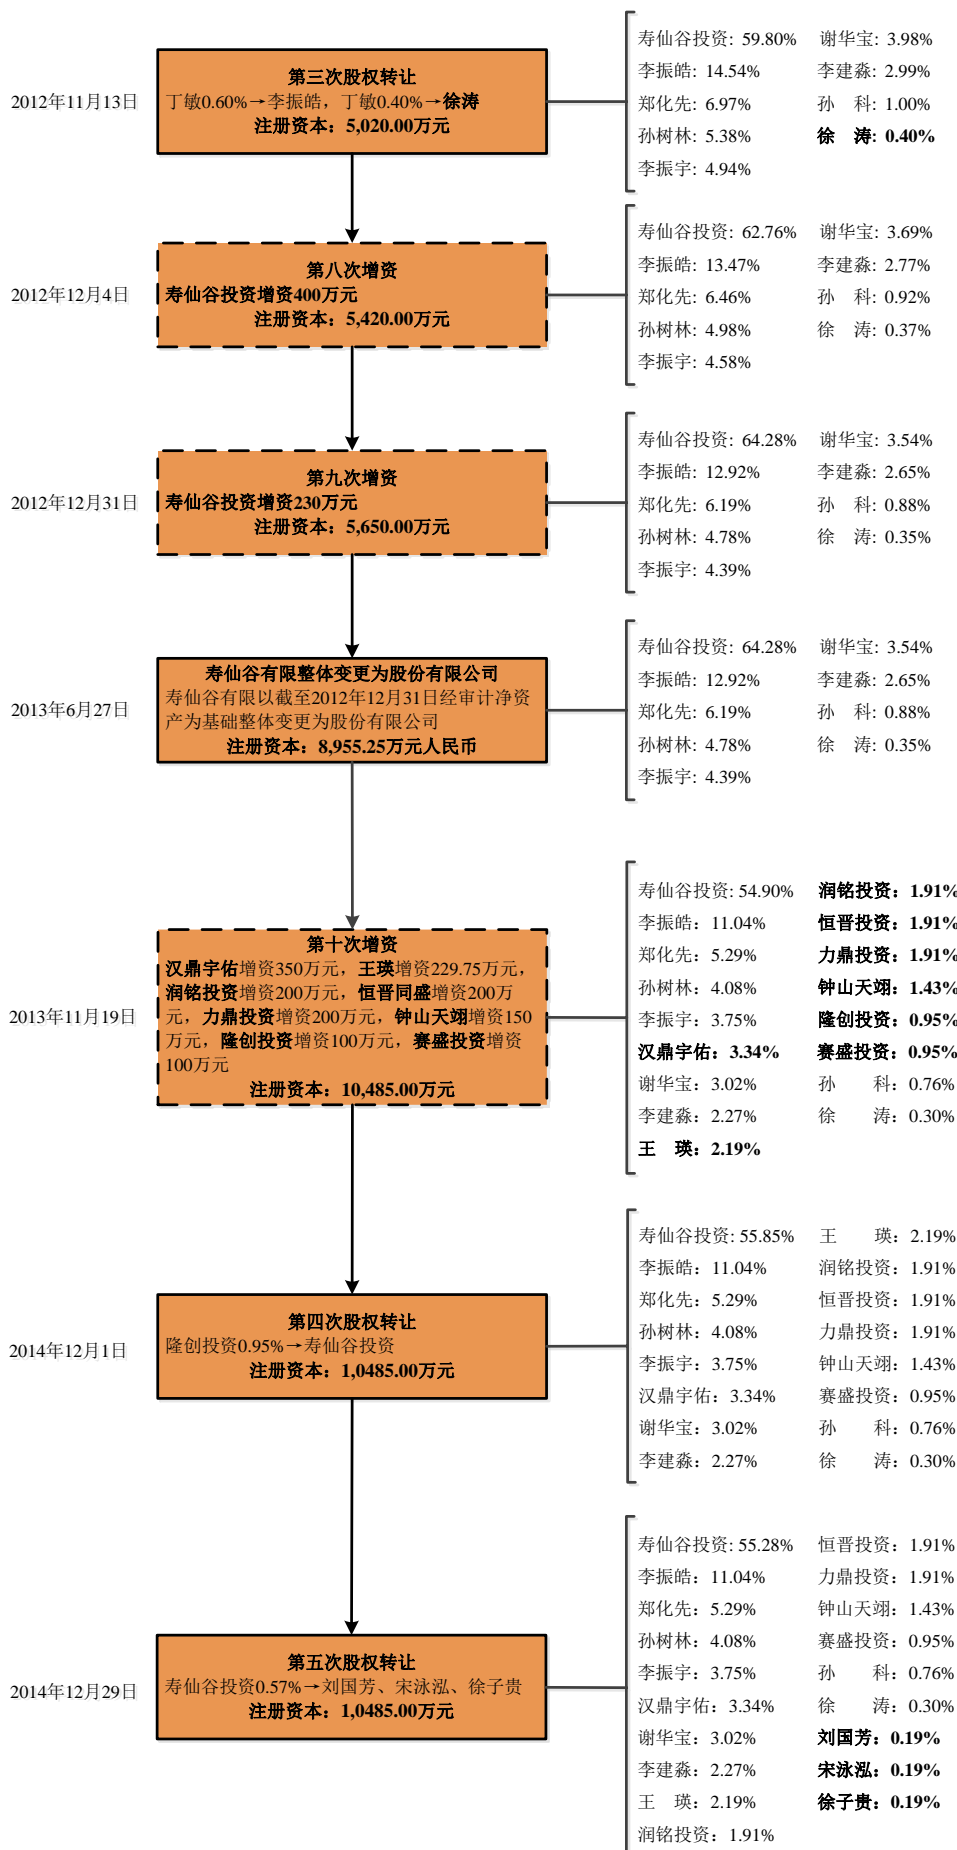 2012年11月13日
第三次股权转让
丁敏0.60%→李振皓，丁敏0.40%→徐涛
注册资本：5,020.00万元
寿仙谷投资: 59.80% 谢华宝: 3.98%
李振皓: 14.54% 李建淼: 2.99%
郑化先: 6.97% 孙　科: 1.00%
孙树林: 5.38% 徐　涛: 0.40%
李振宇: 4.94%
2012年12月4日
第八次增资
寿仙谷投资增资400万元
注册资本：5,420.00万元
寿仙谷投资: 62.76% 谢华宝: 3.69%
李振皓: 13.47% 李建淼: 2.77%
郑化先: 6.46% 孙　科: 0.92%
孙树林: 4.98% 徐　涛: 0.37%
李振宇: 4.58%
2012年12月31日
第九次增资
寿仙谷投资增资230万元
注册资本：5,650.00万元
寿仙谷投资: 64.28% 谢华宝: 3.54%
李振皓: 12.92% 李建淼: 2.65%
郑化先: 6.19% 孙　科: 0.88%
孙树林: 4.78% 徐　涛: 0.35%
李振宇: 4.39%
2013年6月27日
寿仙谷有限整体变更为股份有限公司
寿仙谷有限以截至2012年12月31日经审计净资
产为基础整体变更为股份有限公司
注册资本：8,955.25万元人民币
寿仙谷投资: 64.28% 谢华宝: 3.54%
李振皓: 12.92% 李建淼: 2.65%
郑化先: 6.19% 孙　科: 0.88%
孙树林: 4.78% 徐　涛: 0.35%
李振宇: 4.39%
2013年11月19日
第十次增资
汉鼎宇佑增资350万元，王瑛增资229.75万元，
润铭投资增资200万元，恒晋同盛增资200万
元，力鼎投资增资200万元，钟山天翊增资150
万元，隆创投资增资100万元，赛盛投资增资
100万元
注册资本：10,485.00万元
寿仙谷投资: 54.90% 润铭投资：1.91%
李振皓：11.04% 恒晋投资：1.91%
郑化先：5.29% 力鼎投资：1.91%
孙树林：4.08% 钟山天翊：1.43%
李振宇：3.75% 隆创投资：0.95%
汉鼎宇佑：3.34% 赛盛投资：0.95%
谢华宝：3.02% 孙　　科：0.76%
李建淼：2.27% 徐　　涛：0.30%
王　瑛：2.19%
2014年12月1日
第四次股权转让
隆创投资0.95%→寿仙谷投资
注册资本：1,0485.00万元
寿仙谷投资: 55.85% 王　　瑛：2.19%
李振皓：11.04% 润铭投资：1.91%
郑化先：5.29% 恒晋投资：1.91%
孙树林：4.08% 力鼎投资：1.91%
李振宇：3.75% 钟山天翊：1.43%
汉鼎宇佑：3.34% 赛盛投资：0.95%
谢华宝：3.02% 孙　　科：0.76%
李建淼：2.27% 徐　　涛：0.30%
2014年12月29日
第五次股权转让
寿仙谷投资0.57%→刘国芳、宋泳泓、徐子贵
注册资本：1,0485.00万元
寿仙谷投资: 55.28% 恒晋投资：1.91%
李振皓：11.04% 力鼎投资：1.91%
郑化先：5.29% 钟山天翊：1.43%
孙树林：4.08% 赛盛投资：0.95%
李振宇：3.75% 孙　　科：0.76%
汉鼎宇佑：3.34% 徐　　涛：0.30%
谢华宝：3.02% 刘国芳：0.19%
李建淼：2.27% 宋泳泓：0.19%
王　瑛：2.19% 徐子贵：0.19%
润铭投资：1.91%